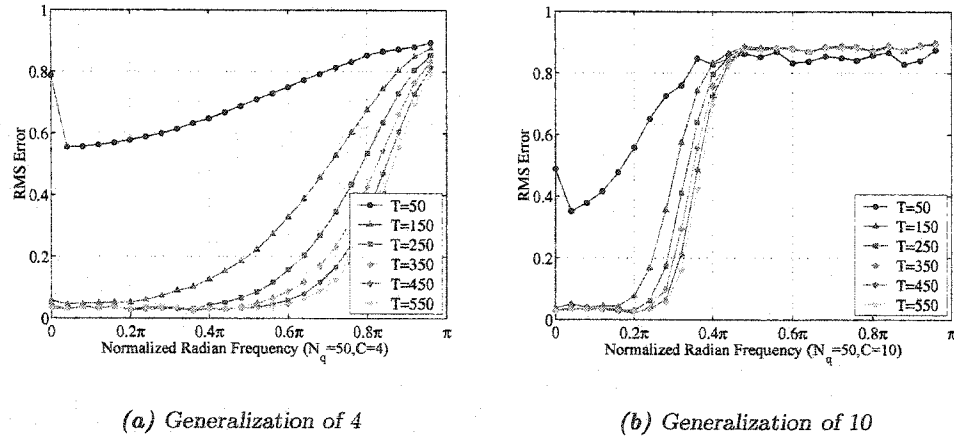 1
0.8
0.6
0.4
0.2
0
RMS Error
T=50
T=150
T=250
T=350
T=450
T=550
0
0.2π
0.4π
0.6π
0.8π
π
Normalized Radian Frequency (N_q=50,C=4)
(a) Generalization of 4
1
0.8
0.6
0.4
0.2
0
RMS Error
T=50
T=150
T=250
T=350
T=450
T=550
0
0.2π
0.4π
0.6π
0.8π
π
Normalized Radian Frequency (N_q=50,C=10)
(b) Generalization of 10